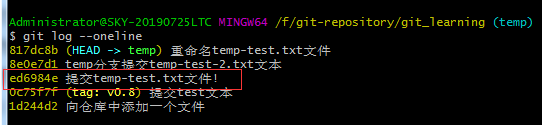 Administrator@SKY-20190725LTC MINGW64 /f/git-repository/git_learning (temp)
$ git log --oneline
817dc8b (HEAD -> temp) 重命名temp-test.txt文件
8e0e7d1 temp分支提交temp-test-2.txt文本
ed6984e 提交temp-test.txt文件!
0c75f7f (tag: v0.8) 提交test文本
1d244d2 向仓库中添加一个文件